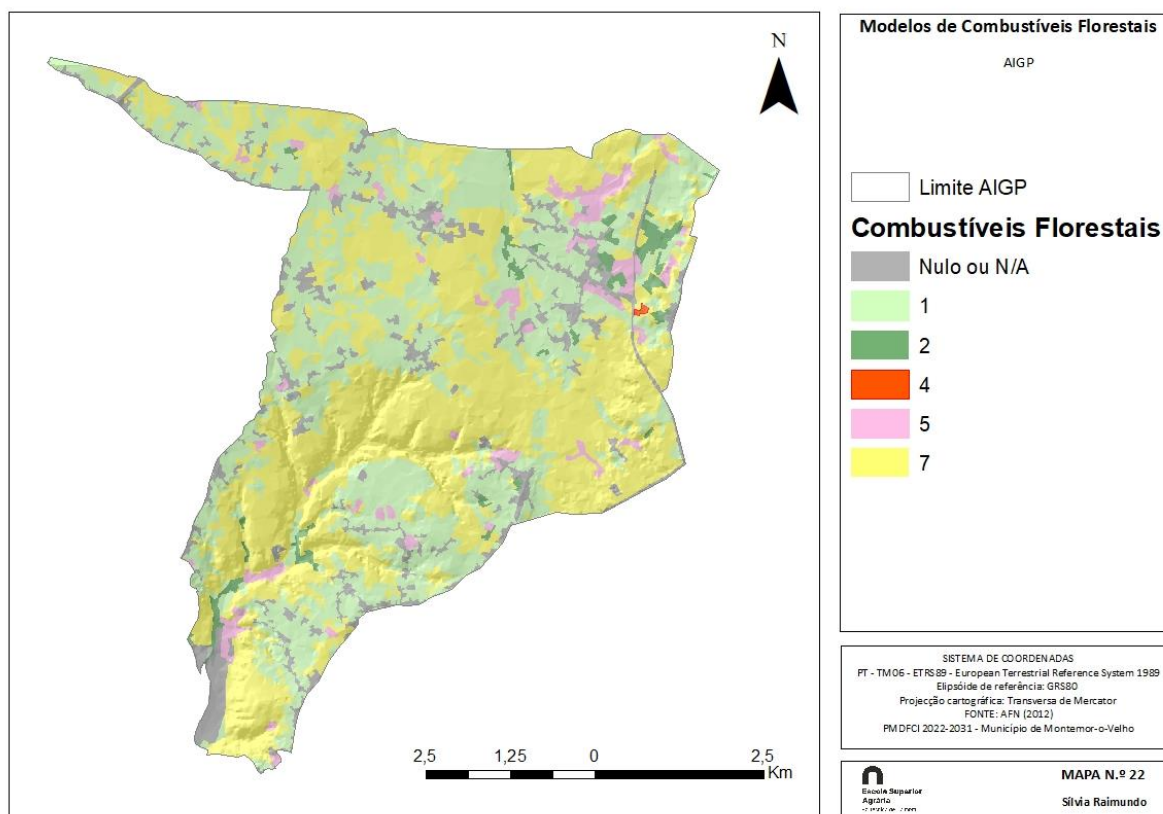 N
2,5 1,25 0 2,5
Km
Modelos de Combustíveis Florestais
AIGP
Limite AIGP
Combustíveis Florestais
Nulo ou N/A
1
2
4
5
7
SISTEMA DE COORDENADAS
PT - TM06 - ETRS89 - European Terrestrial Reference System 1989
Elipsóide de referência: GRS80
Projecção cartográfica: Transversa de Mercator
FONTE: AFN (2012)
PMDFCI 2022-2031 - Município de Montemor-o-Velho
Escola Superior
Agrária
MAPA N.º 22
Sílvia Raimundo